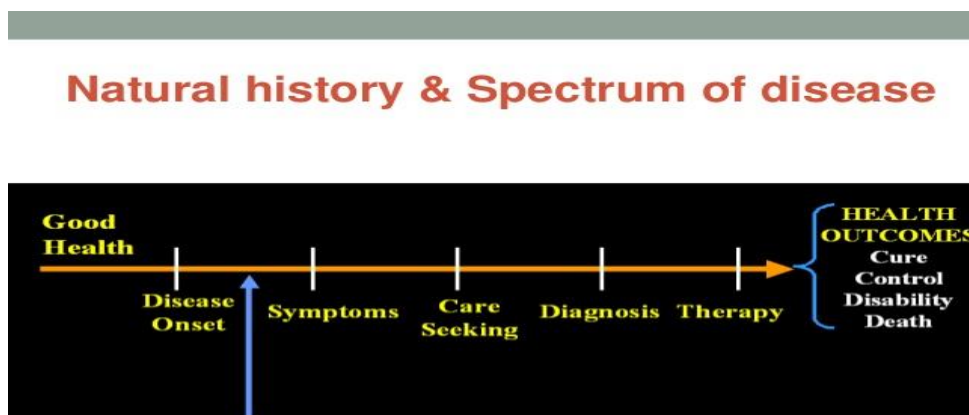 Natural history & Spectrum of disease
Good
Health
Disease
Onset
Symptoms
Care
Seeking
Diagnosis
Therapy
HEALTH
OUTCOMES
Cure
Control
Disability
Death